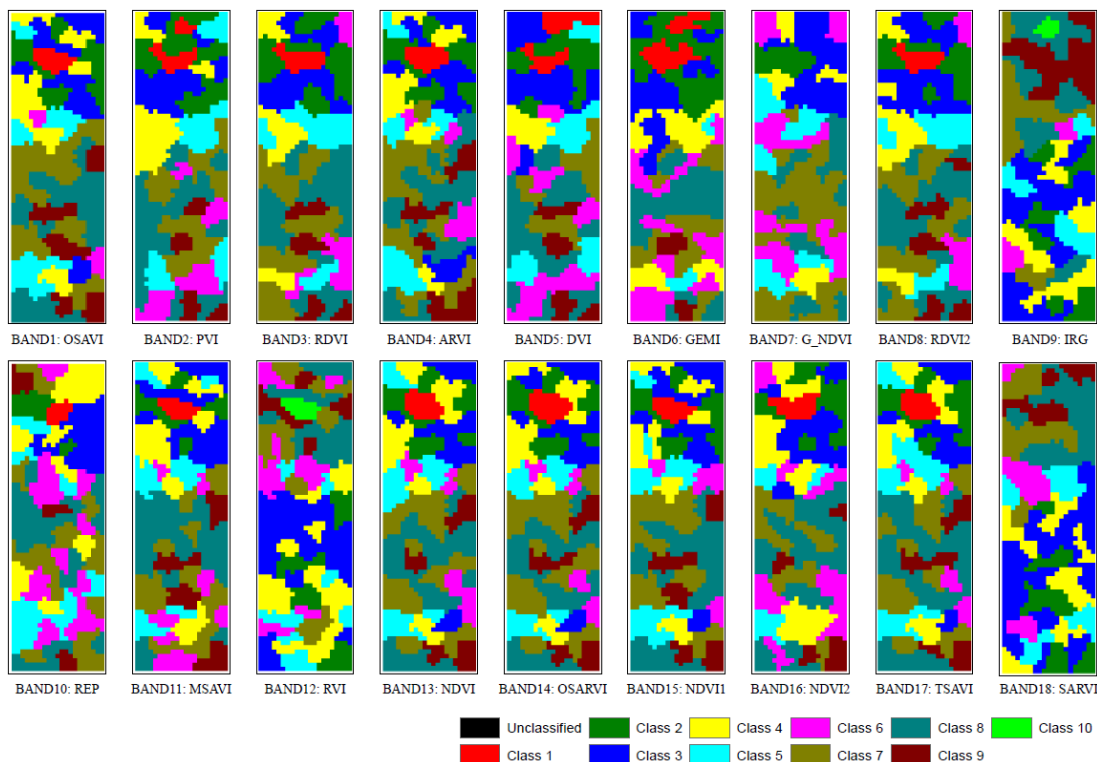 BAND1: OSAVI BAND2: PVI BAND3: RDVI BAND4: ARVI BAND5: DVI BAND6: GEMI BAND7: G_NDVI BAND8: RDVI2 BAND9: IRG
BAND10: REP BAND11: MSAVI BAND12: RVI BAND13: NDVI BAND14: OSARVI BAND15: NDVI1 BAND16: NDVI2 BAND17: TSAVI BAND18: SARVI
Unclassified Class 2 Class 4 Class 6 Class 8 Class 10
Class 1 Class 3 Class 5 Class 7 Class 9